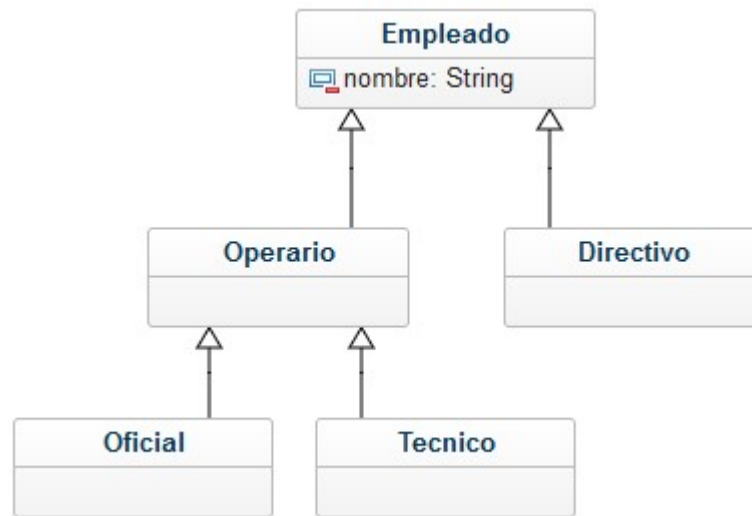 Empleado
nombre: String
Operario
Directivo
Oficial
Tecnico